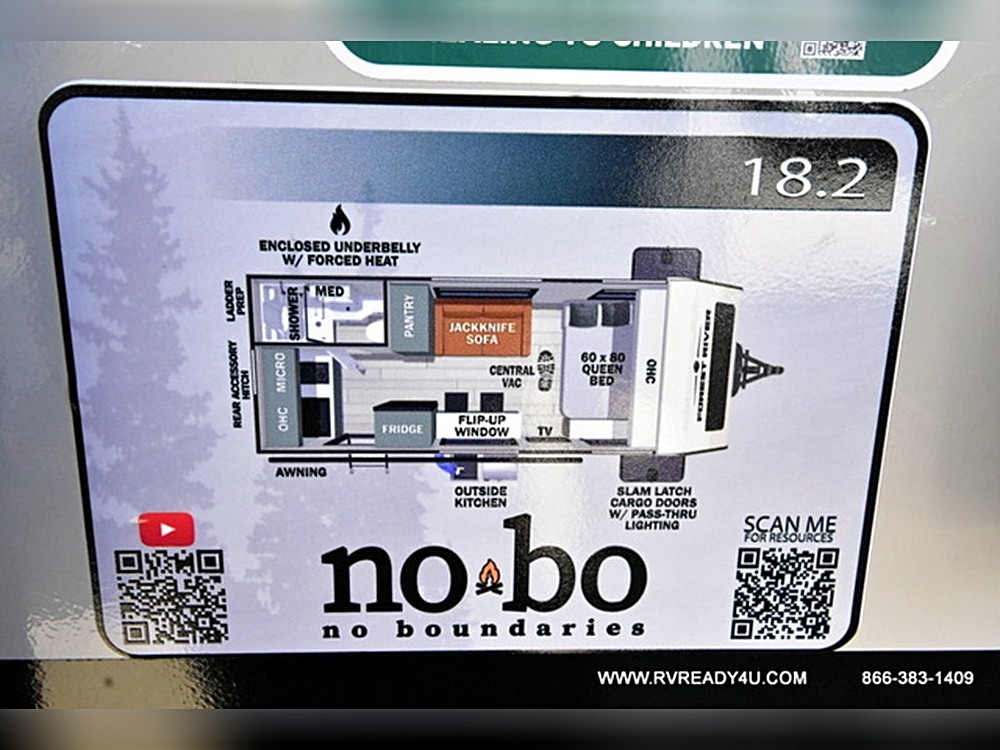 TO CHILDREN
18.2
ENCLOSED UNDERBELLY
W/ FORCED HEAT
LADDER
PREP
SHOWER
MED
PANTRY
JACKKNIFE
SOFA
REAR ACCESSORY
HITCH
MICRO
OHC
CENTRAL
VAC
60 x 80
QUEEN
BED
OHC
FOREST RIVER
FRIDGE
FLIP-UP
WINDOW
TV
AWNING
OUTSIDE
KITCHEN
SLAM LATCH
CARGO DOORS
W/ PASS-THRU
LIGHTING
SCAN ME
FOR RESOURCES
no bo
no boundaries
WWW.RVREADY4U.COM
866-383-1409